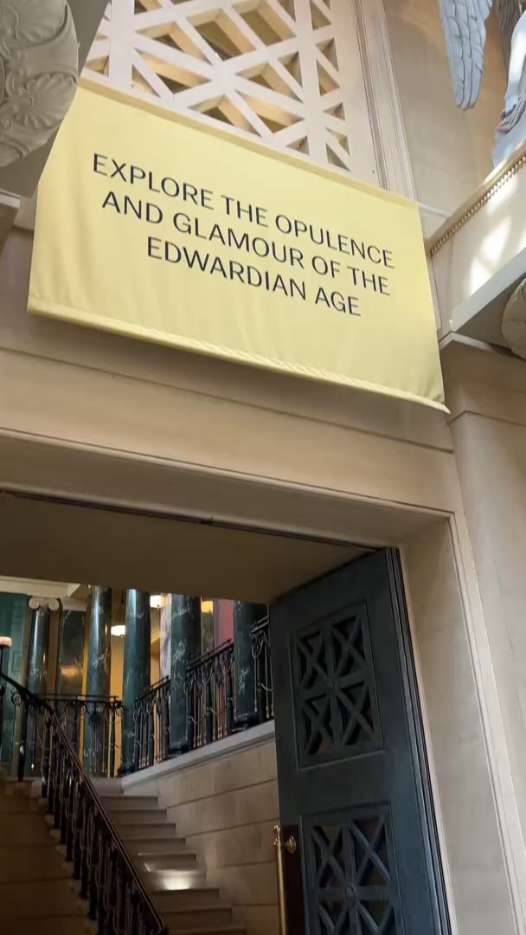 EXPLORE THE OPULENCE
AND GLAMOUR OF THE
EDWARDIAN AGE